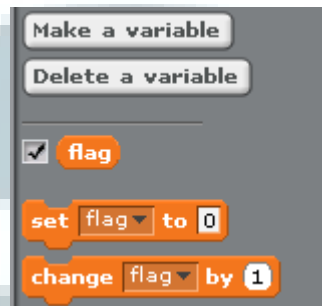 Make a variable
Delete a variable
flag
set flag to 0
change flag by 1